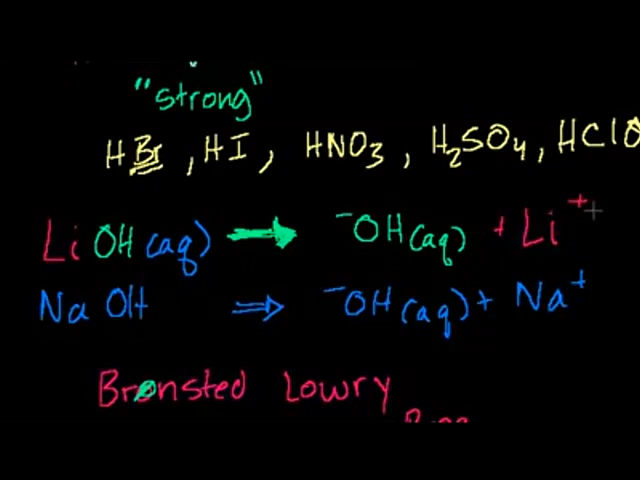 "strong"
HBr, HI, HNO₃, H₂SO₄, HClO
LiOH(aq) → ⁻OH(aq) + Li⁺
NaOH ⇒ ⁻OH(aq) + Na⁺
Bronsted Lowry